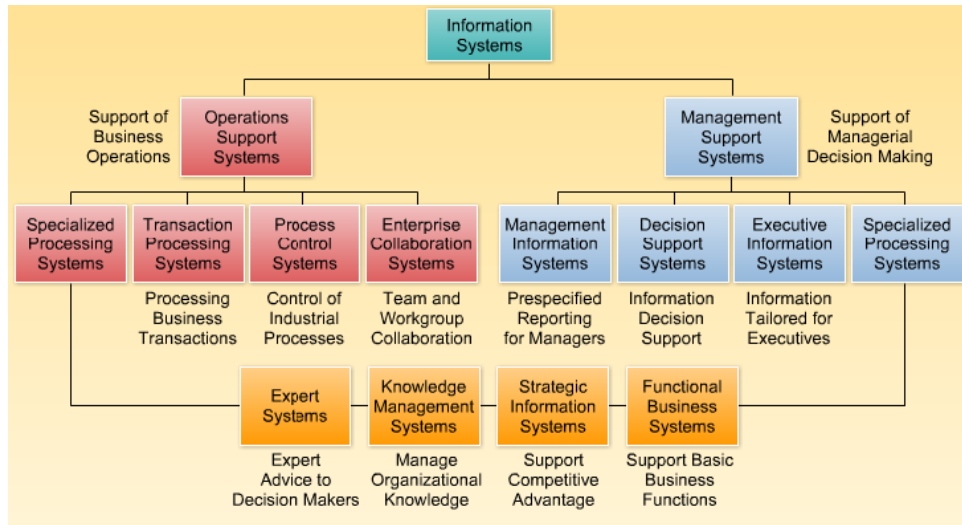 Information
Systems
Support of
Business
Operations
Operations
Support
Systems
Management
Support
Systems
Support of
Managerial
Decision Making
Specialized
Processing
Systems
Transaction
Processing
Systems
Process
Control
Systems
Enterprise
Collaboration
Systems
Management
Information
Systems
Decision
Support
Systems
Executive
Information
Systems
Specialized
Processing
Systems
Processing
Business
Transactions
Control of
Industrial
Processes
Team and
Workgroup
Collaboration
Prespecified
Reporting
for Managers
Information
Decision
Support
Information
Tailored for
Executives
Expert
Systems
Knowledge
Management
Systems
Strategic
Information
Systems
Functional
Business
Systems
Expert
Advice to
Decision Makers
Manage
Organizational
Knowledge
Support
Competitive
Advantage
Support Basic
Business
Functions